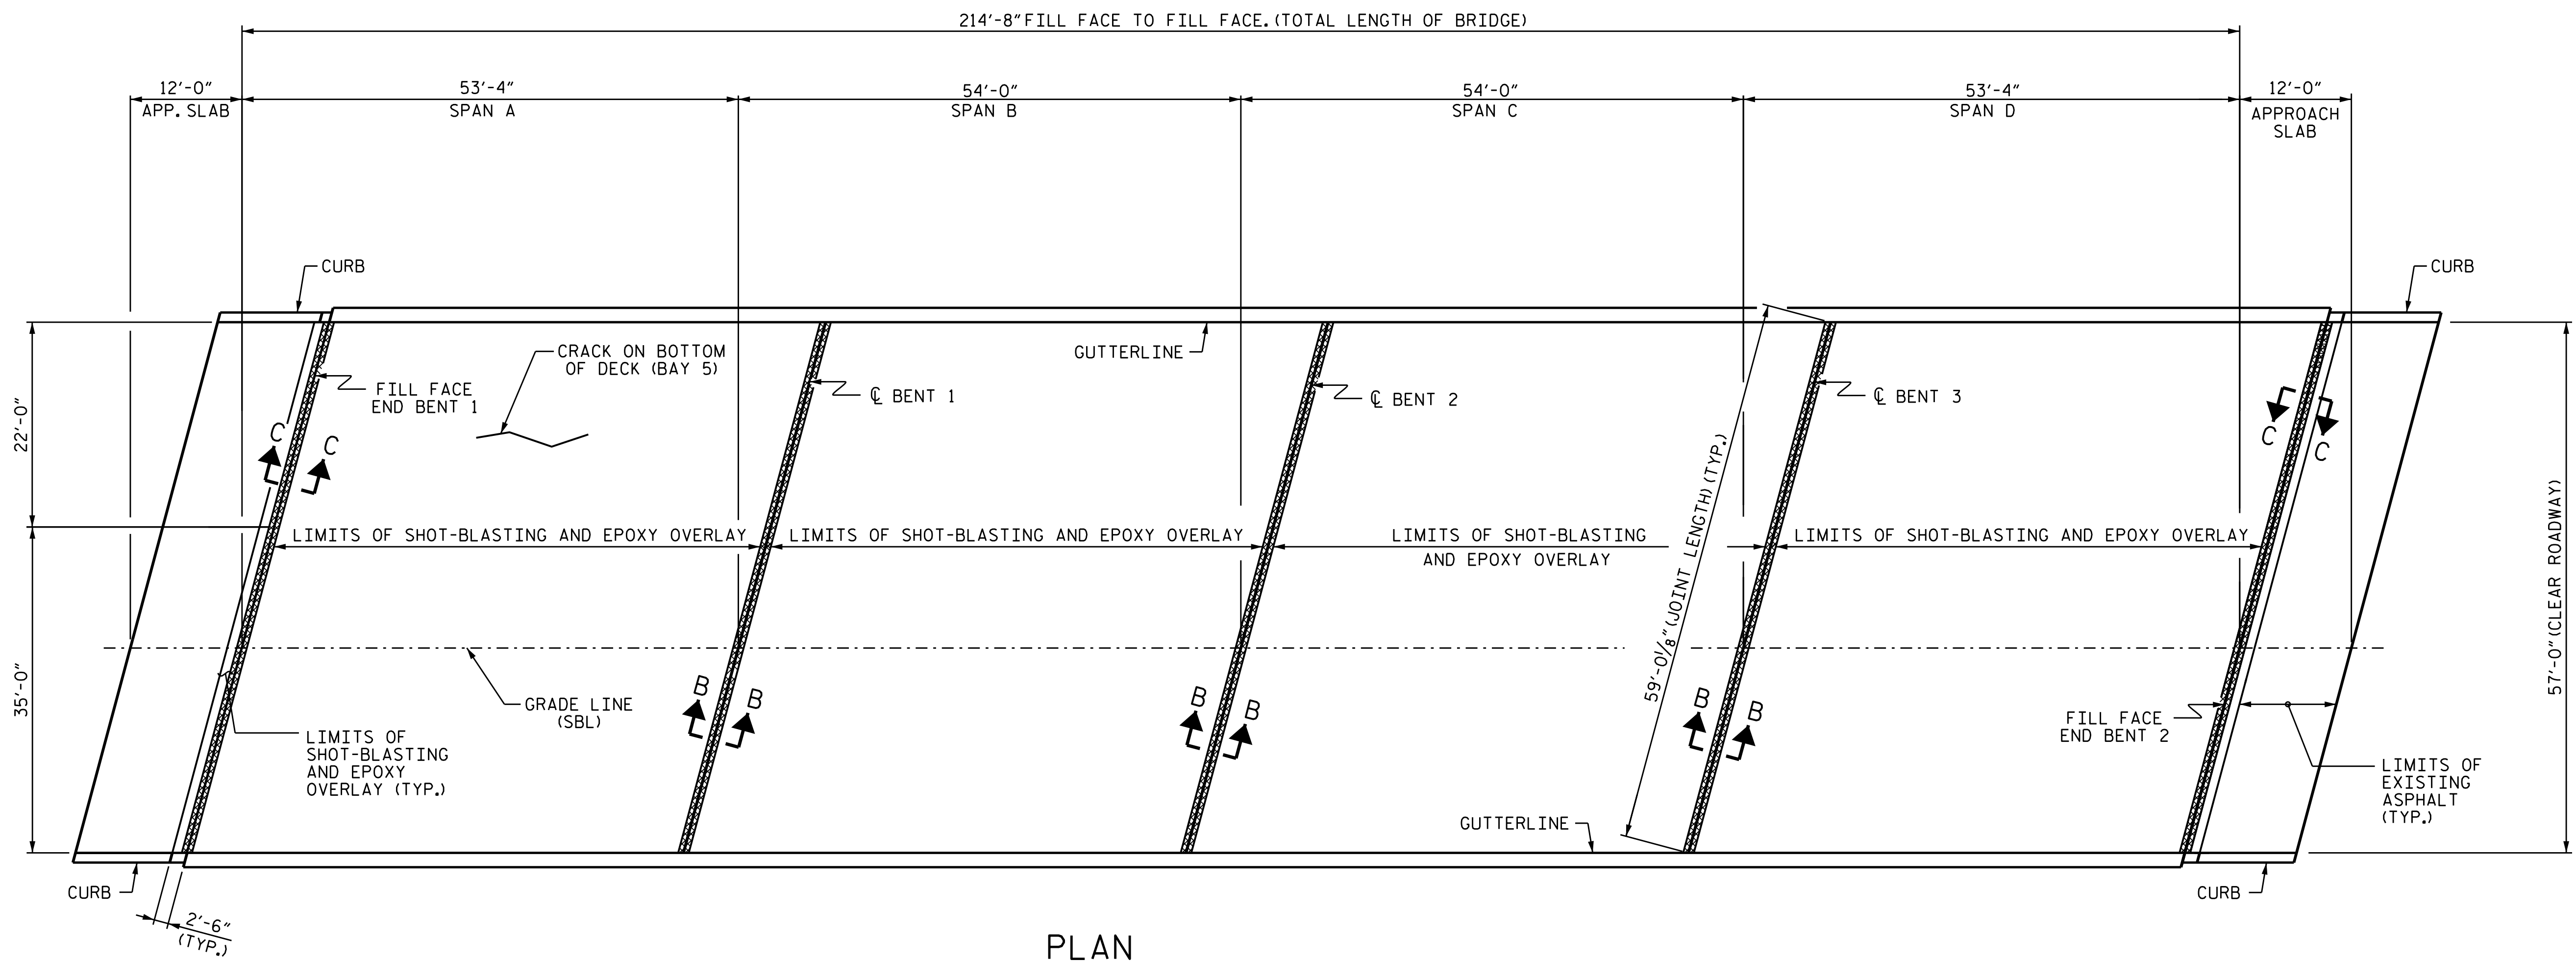 214'-8" FILL FACE TO FILL FACE. (TOTAL LENGTH OF BRIDGE)
12'-0"
APP. SLAB
53'-4"
SPAN A
54'-0"
SPAN B
54'-0"
SPAN C
53'-4"
SPAN D
12'-0"
APPROACH
SLAB
CURB
CURB
CRACK ON BOTTOM
OF DECK (BAY 5)
GUTTERLINE
FILL FACE
END BENT 1
℄ BENT 1
℄ BENT 2
℄ BENT 3
22'-0"
C
C
C
C
LIMITS OF SHOT-BLASTING AND EPOXY OVERLAY
LIMITS OF SHOT-BLASTING AND EPOXY OVERLAY
LIMITS OF SHOT-BLASTING
AND EPOXY OVERLAY
LIMITS OF SHOT-BLASTING AND EPOXY OVERLAY
59'-0⅛" (JOINT LENGTH) (TYP.)
57'-0" (CLEAR ROADWAY)
35'-0"
GRADE LINE
(SBL)
B
B
B
B
B
B
LIMITS OF
SHOT-BLASTING
AND EPOXY
OVERLAY (TYP.)
FILL FACE
END BENT 2
LIMITS OF
EXISTING
ASPHALT
(TYP.)
GUTTERLINE
CURB
CURB
2'-6"
(TYP.)
PLAN